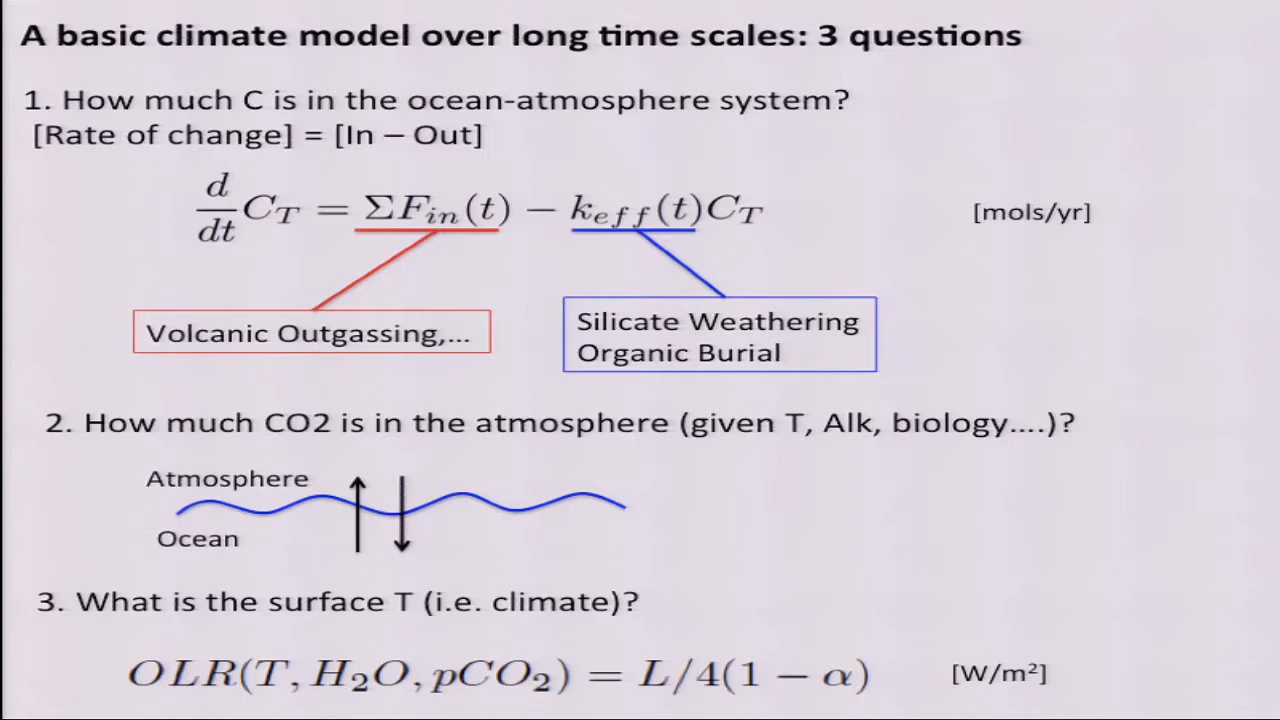 A basic climate model over long time scales: 3 questions
1. How much C is in the ocean-atmosphere system?
[Rate of change] = [In – Out]
d/dt C_T = ΣF_in(t) − k_eff(t)C_T [mols/yr]
Volcanic Outgassing,...
Silicate Weathering
Organic Burial
2. How much CO2 is in the atmosphere (given T, Alk, biology....)?
Atmosphere
Ocean
3. What is the surface T (i.e. climate)?
OLR(T, H₂O, pCO₂) = L/4(1 − α) [W/m²]